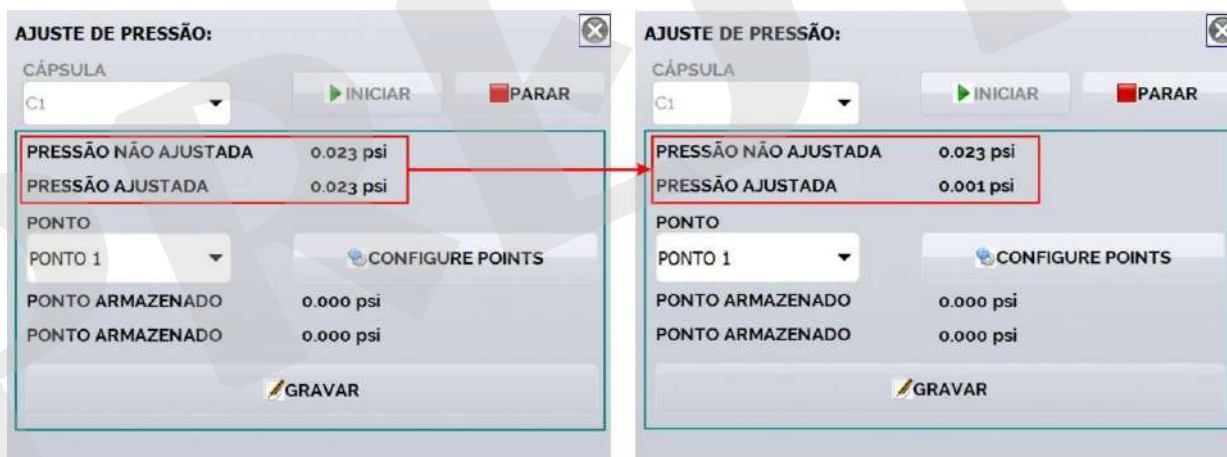 AJUSTE DE PRESSÃO:
CÁPSULA
C1
INICIAR
PARAR
PRESSÃO NÃO AJUSTADA 0.023 psi
PRESSÃO AJUSTADA 0.023 psi
PONTO
PONTO 1
CONFIGURE POINTS
PONTO ARMAZENADO 0.000 psi
PONTO ARMAZENADO 0.000 psi
GRAVAR
AJUSTE DE PRESSÃO:
CÁPSULA
C1
INICIAR
PARAR
PRESSÃO NÃO AJUSTADA 0.023 psi
PRESSÃO AJUSTADA 0.001 psi
PONTO
PONTO 1
CONFIGURE POINTS
PONTO ARMAZENADO 0.000 psi
PONTO ARMAZENADO 0.000 psi
GRAVAR